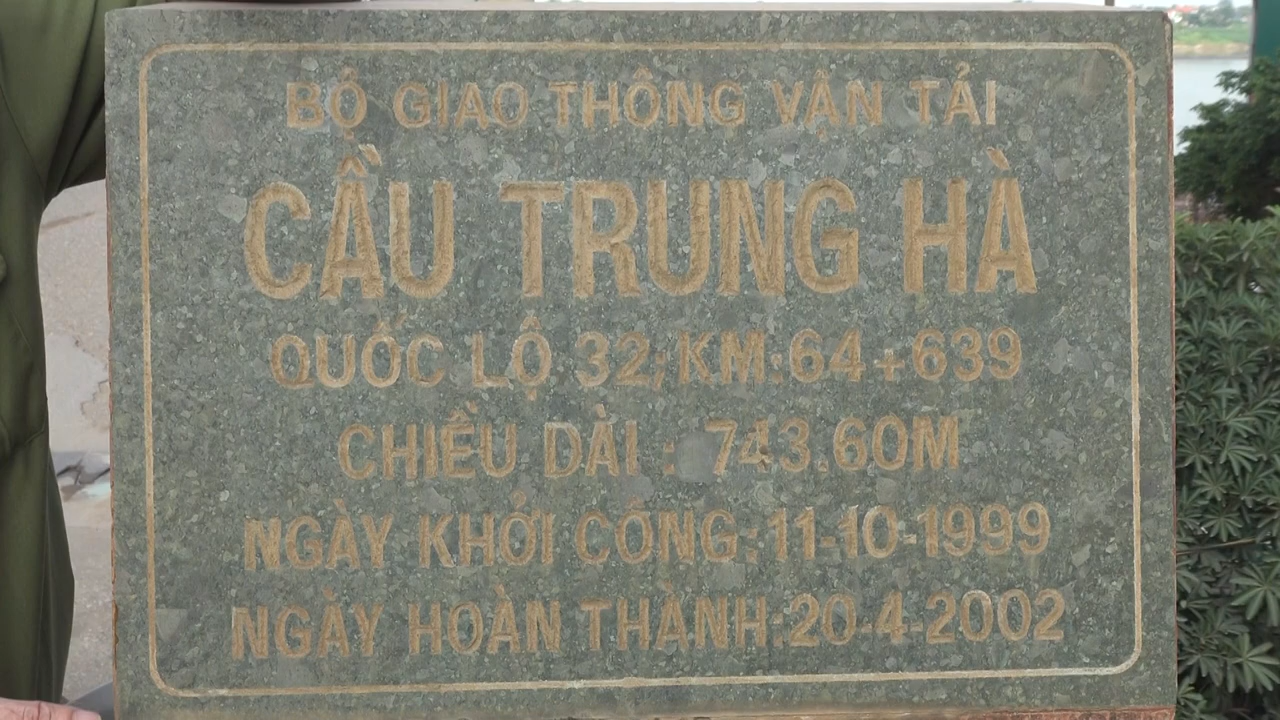 BỘ GIAO THÔNG VẬN TẢI
CẦU TRUNG HÀ
QUỐC LỘ 32; KM:64+639
CHIỀU DÀI : 743.60M
NGÀY KHỞI CÔNG:11-10-1999
NGÀY HOÀN THÀNH:20-4-2002